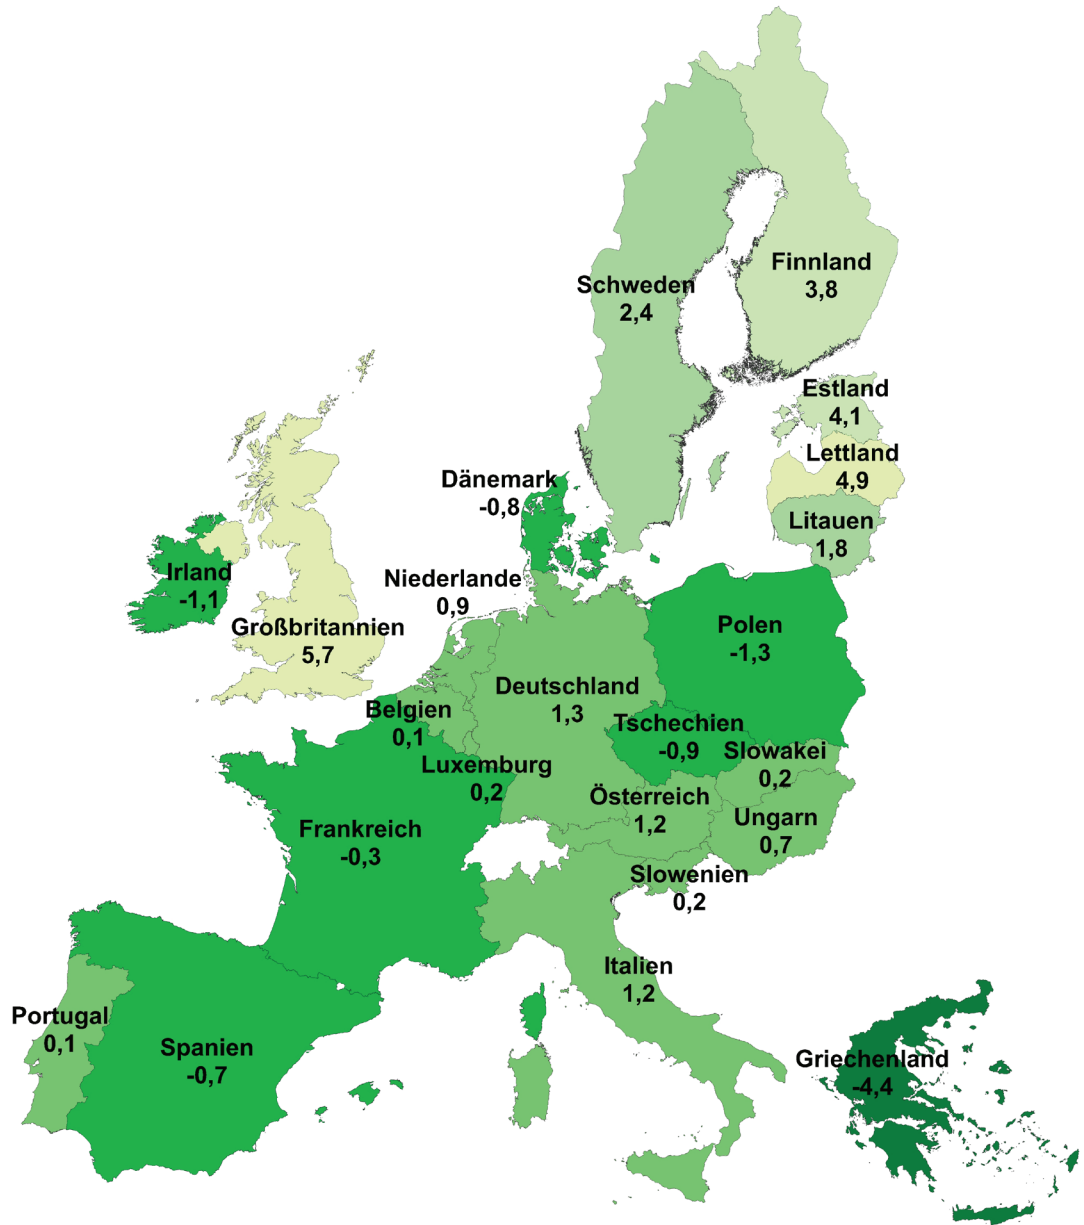 Finnland
3,8
Schweden
2,4
Estland
4,1
Lettland
4,9
Dänemark
-0,8
Litauen
1,8
Irland
-1,1
Niederlande
0,9
Großbritannien
5,7
Polen
-1,3
Deutschland
1,3
Belgien
0,1
Tschechien
-0,9
Slowakei
0,2
Luxemburg
0,2
Österreich
1,2
Ungarn
0,7
Frankreich
-0,3
Slowenien
0,2
Italien
1,2
Portugal
0,1
Spanien
-0,7
Griechenland
-4,4